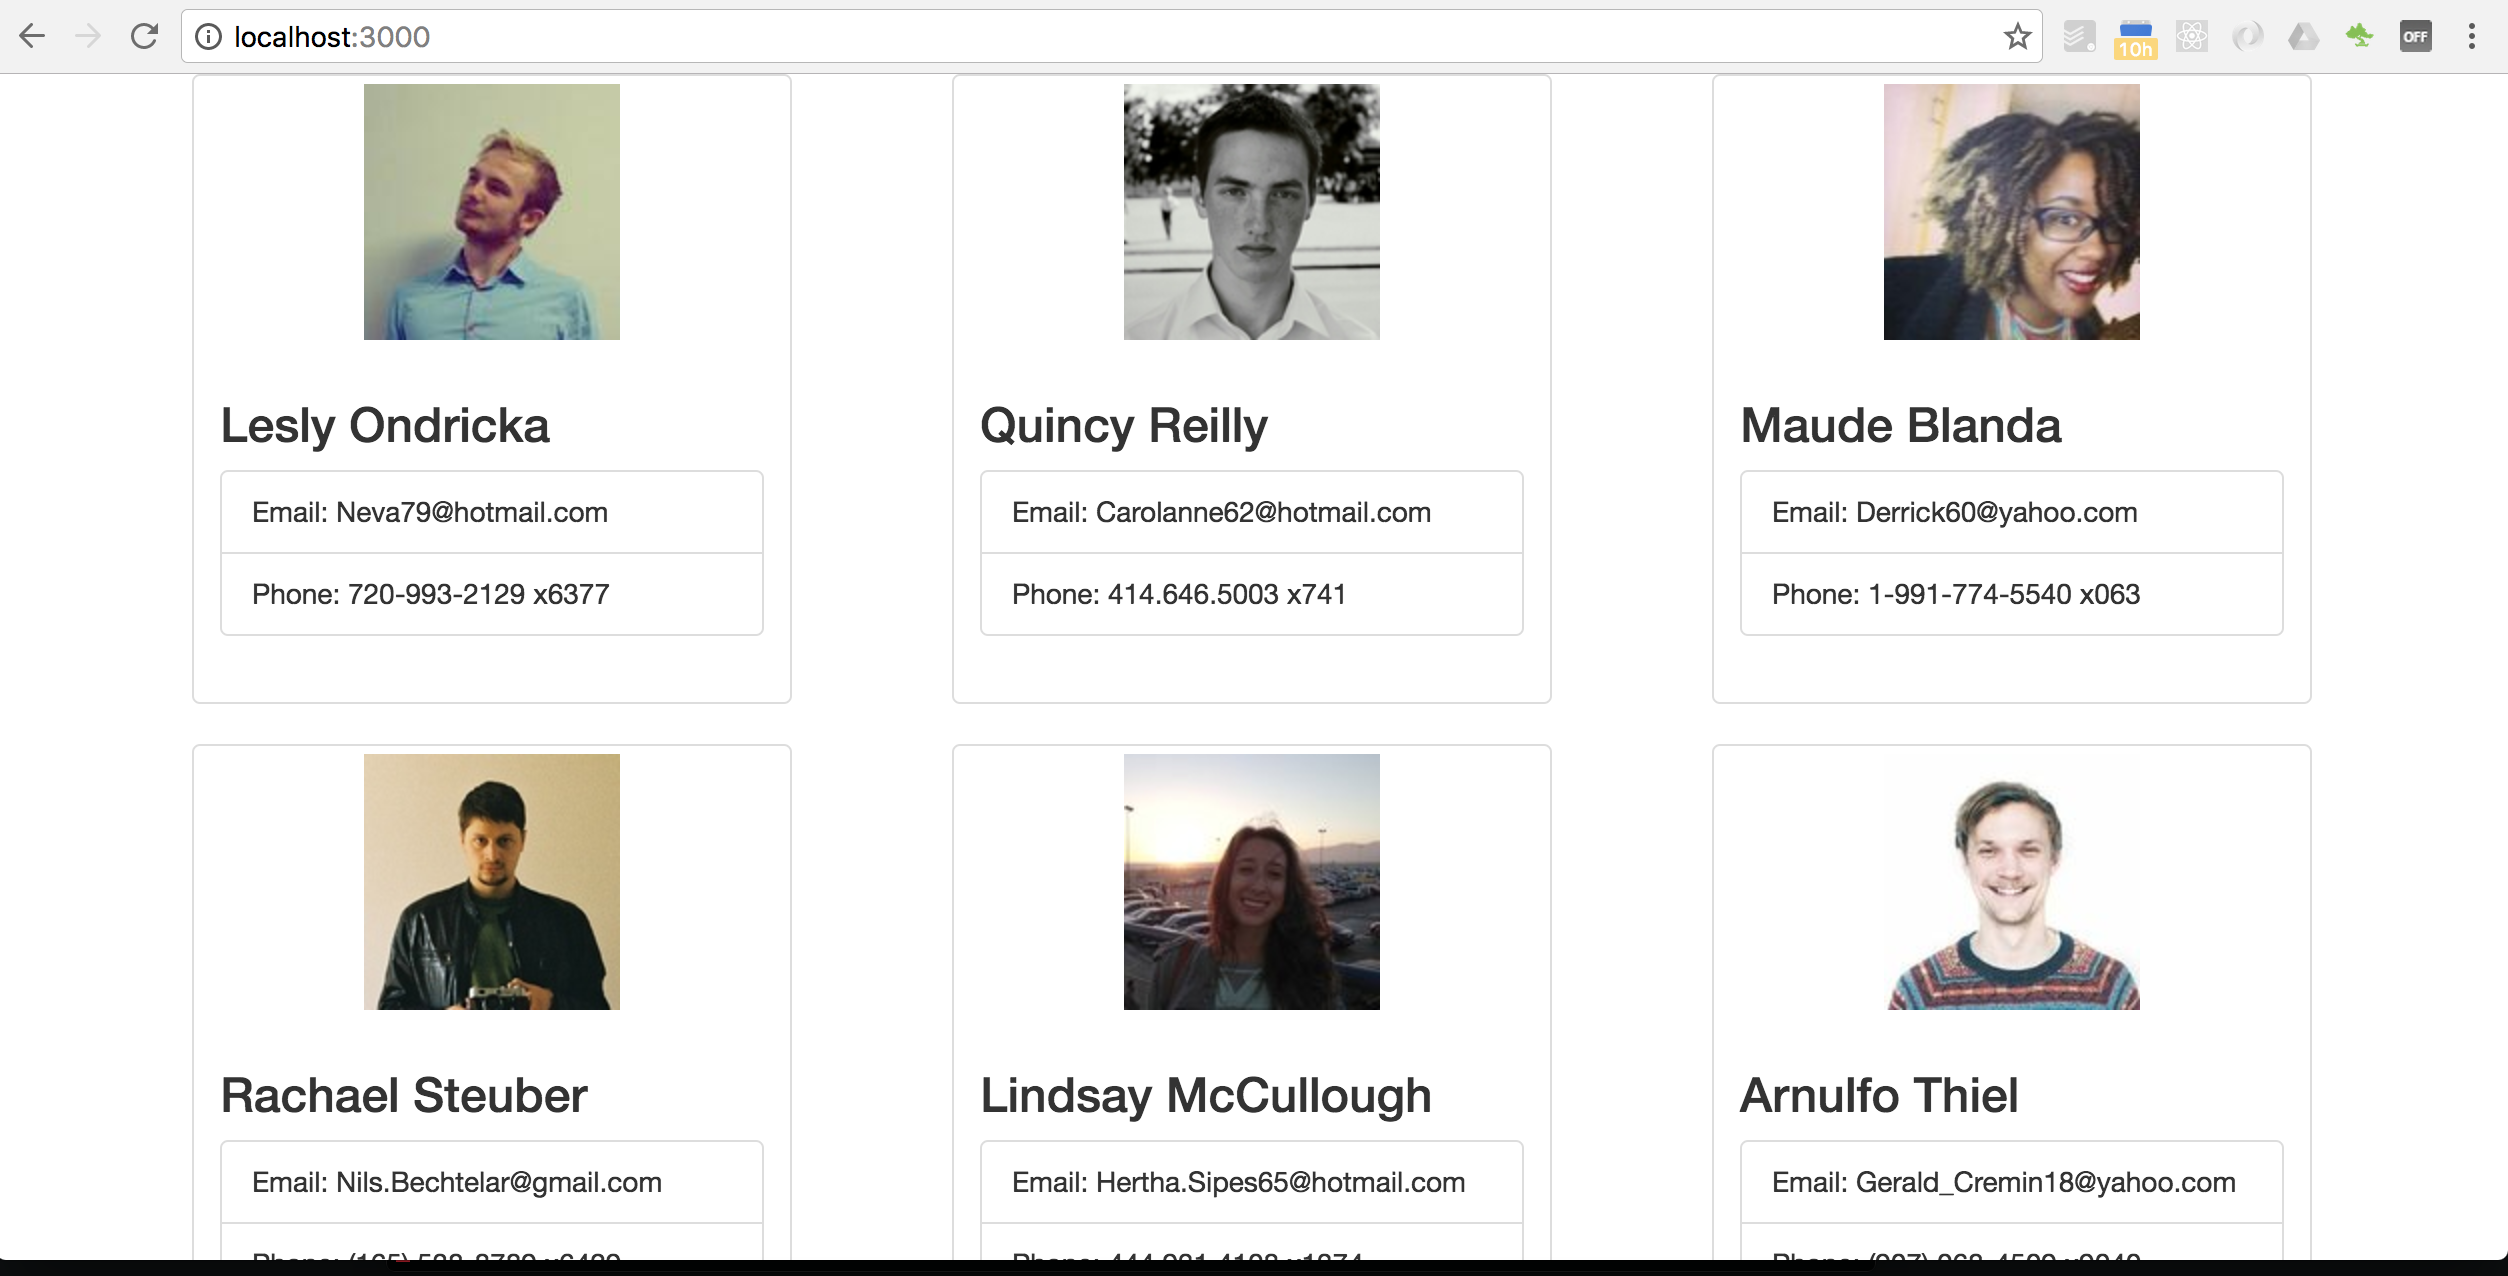 localhost:3000
10h
OFF
Lesly Ondricka
Email: Neva79@hotmail.com
Phone: 720-993-2129 x6377
Quincy Reilly
Email: Carolanne62@hotmail.com
Phone: 414.646.5003 x741
Maude Blanda
Email: Derrick60@yahoo.com
Phone: 1-991-774-5540 x063
Rachael Steuber
Email: Nils.Bechtelar@gmail.com
Phone:
Lindsay McCullough
Email: Hertha.Sipes65@hotmail.com
Phone:
Arnulfo Thiel
Email: Gerald_Cremin18@yahoo.com
Phone: